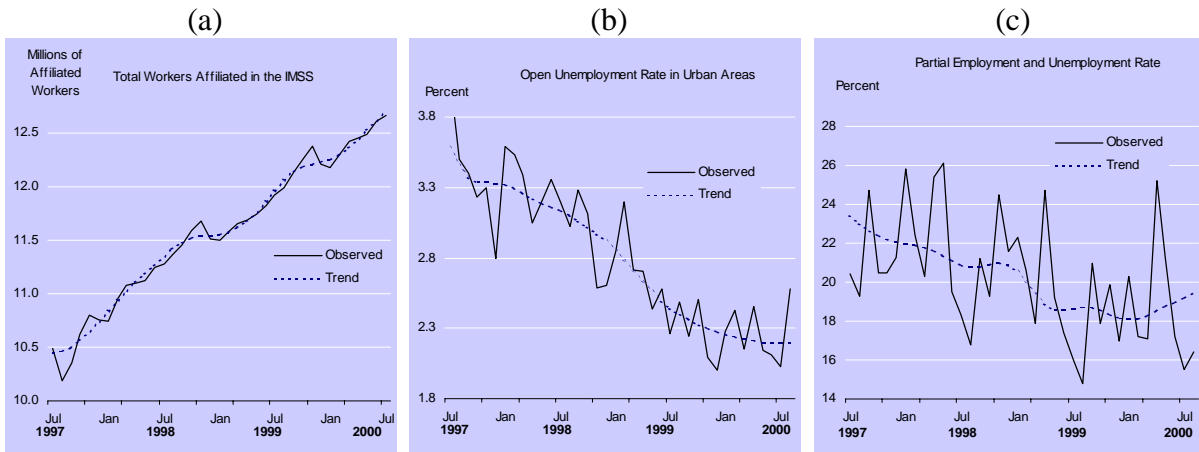 (a)
Millions of
Affiliated
Workers
Total Workers Affiliated in the IMSS
12.5
12.0
11.5
11.0
10.5
10.0
Observed
Trend
Jul Jan Jul Jan Jul Jan Jul
1997 1998 1999 2000
(b)
Open Unemployment Rate in Urban Areas
Percent
3.8
3.3
2.8
2.3
1.8
Observed
Trend
Jul Jan Jul Jan Jul Jan Jul
1997 1998 1999 2000
(c)
Partial Employment and Unemployment Rate
Percent
28
26
24
22
20
18
16
14
Observed
Trend
Jul Jan Jul Jan Jul Jan Jul
1997 1998 1999 2000